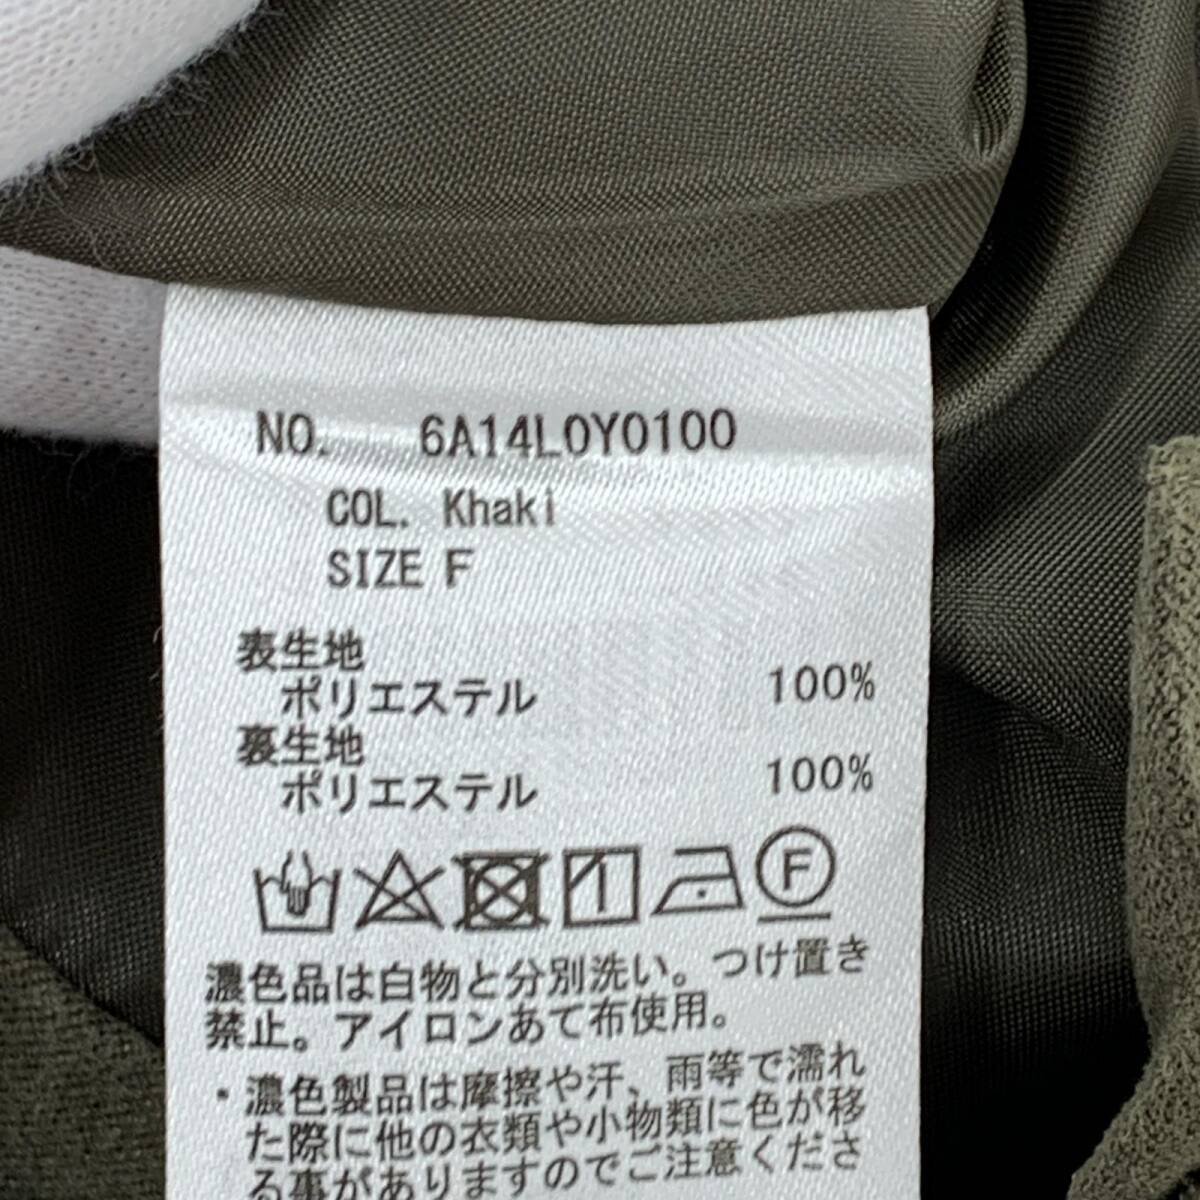 NO. 6A14L0Y0100
COL. Khaki
SIZE F
表生地
ポリエステル 100%
裏生地
ポリエステル 100%
F
濃色品は白物と分別洗い。つけ置き
禁止。アイロンあて布使用。
・濃色製品は摩擦や汗、雨等で濡れ
た際に他の衣類や小物類に色が移
る事がありますのでご注意くださ